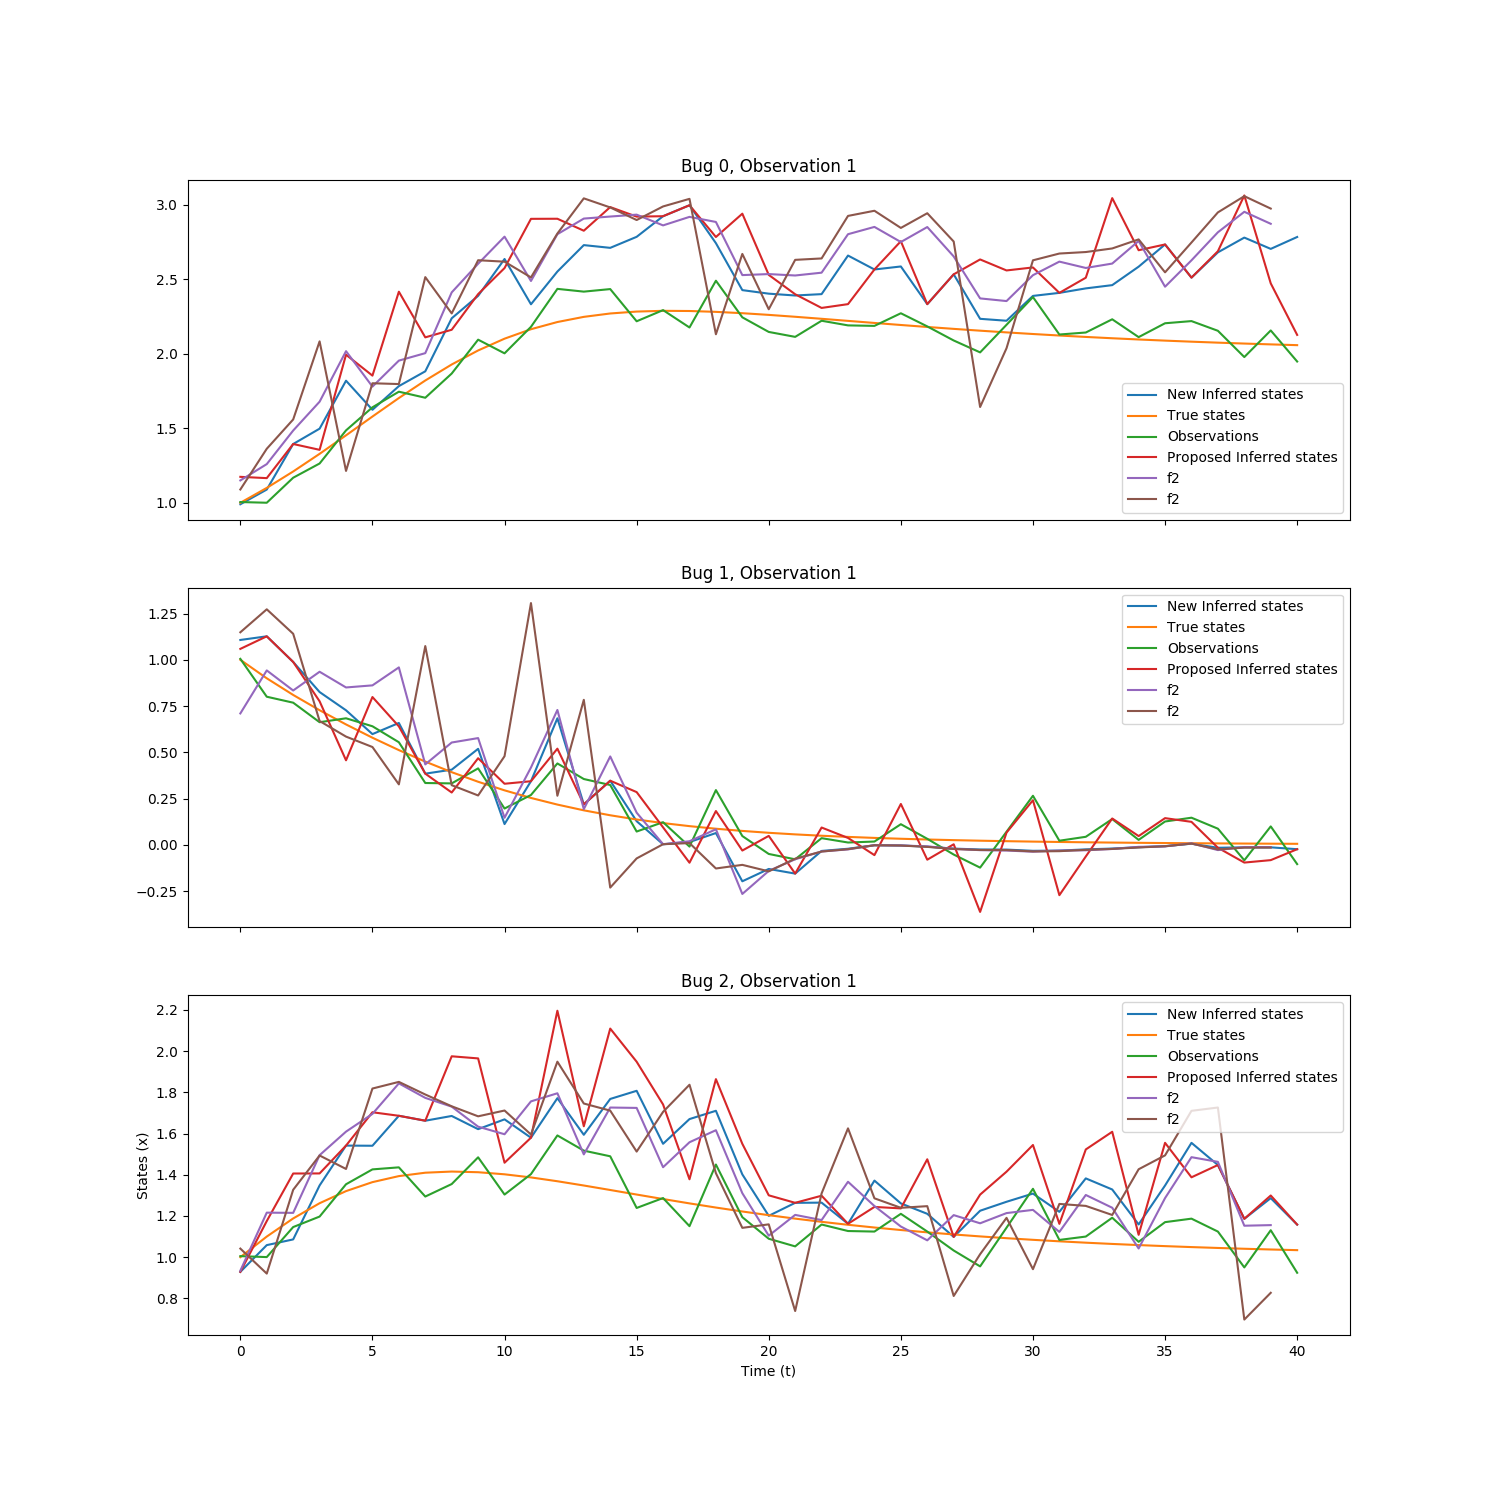 Bug 0, Observation 1
3.0
2.5
2.0
1.5
1.0
New Inferred states
True states
Observations
Proposed Inferred states
f2
f2
Bug 1, Observation 1
1.25
1.00
0.75
0.50
0.25
0.00
−0.25
New Inferred states
True states
Observations
Proposed Inferred states
f2
f2
Bug 2, Observation 1
States (x)
2.2
2.0
1.8
1.6
1.4
1.2
1.0
0.8
New Inferred states
True states
Observations
Proposed Inferred states
f2
f2
0 5 10 15 20 25 30 35 40
Time (t)